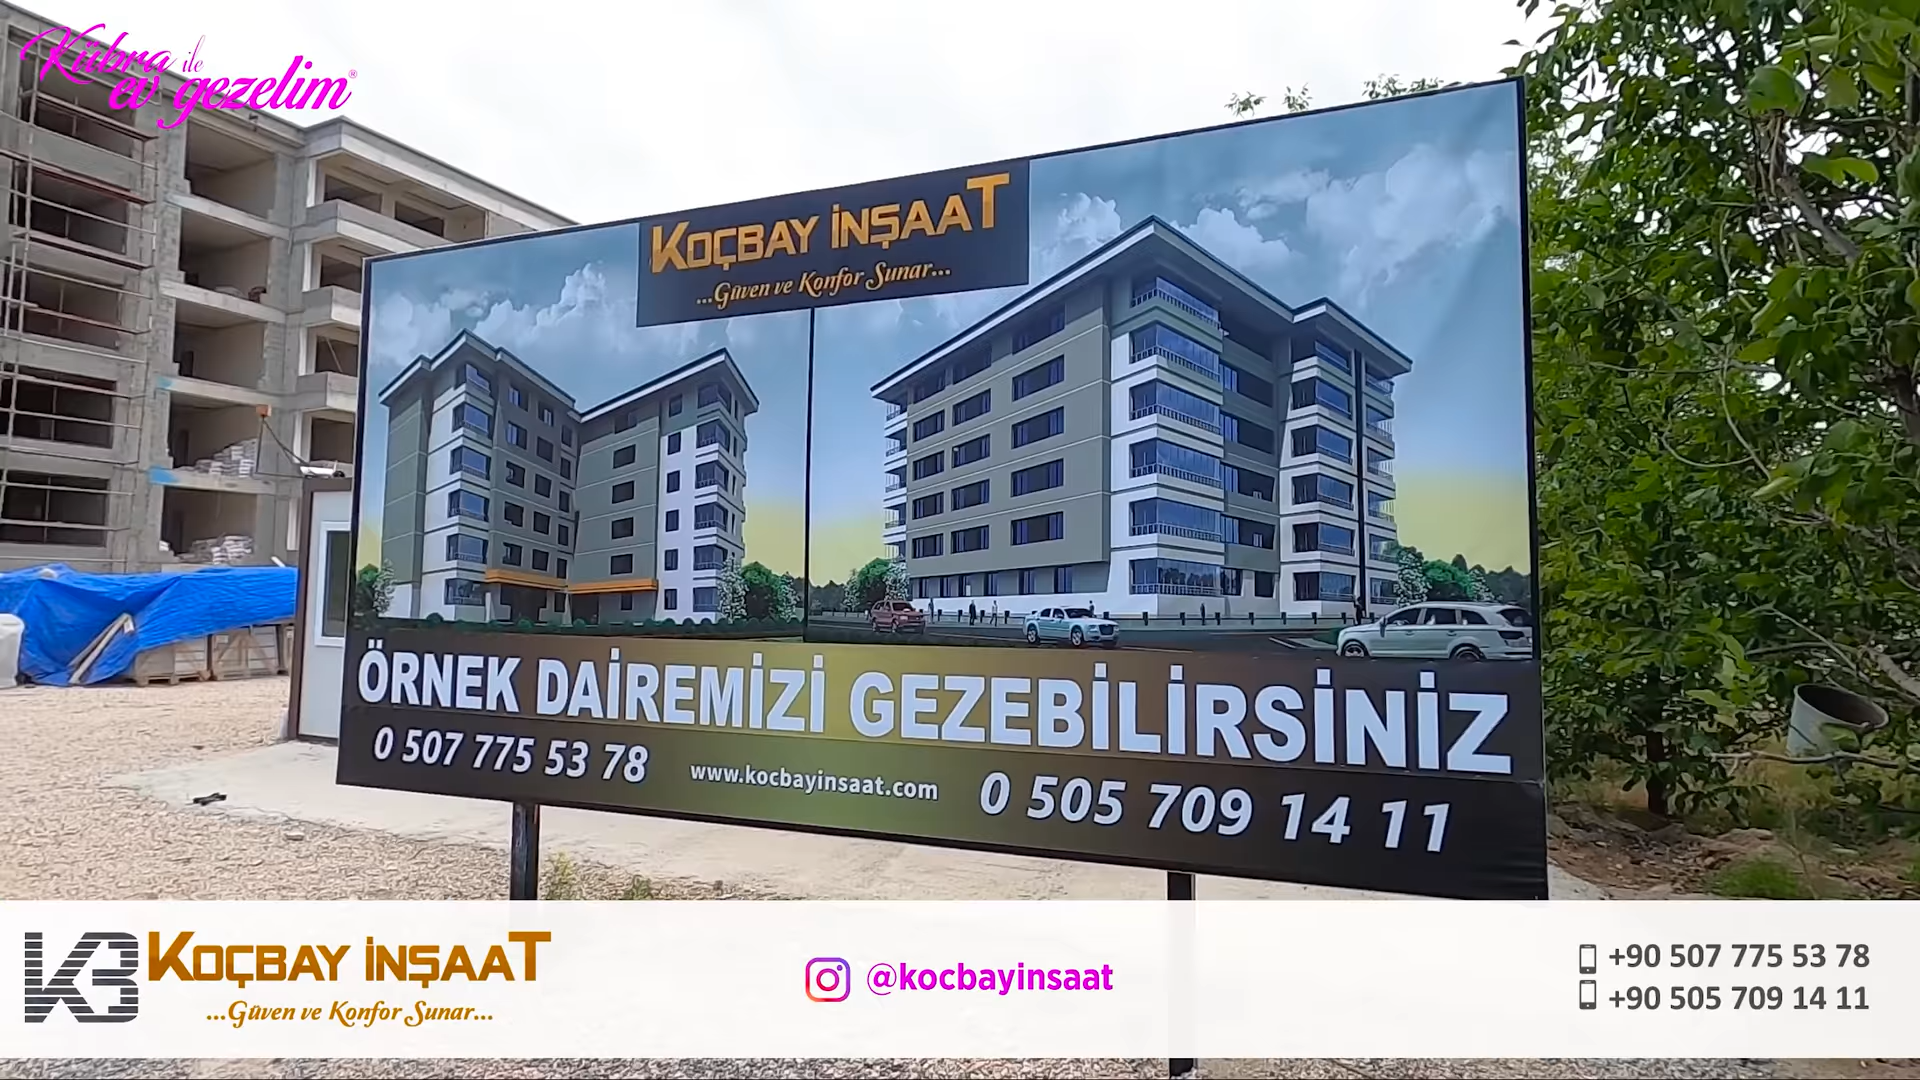 Kübra ile
ev gezelim®
KOÇBAY İNŞAAT
...Güven ve Konfor Sunar...
ÖRNEK DAİREMİZİ GEZEBİLİRSİNİZ
0 507 775 53 78
www.kocbayinsaat.com
0 505 709 14 11
KB KOÇBAY İNŞAAT
...Güven ve Konfor Sunar...
@kocbayinsaat
+90 507 775 53 78
+90 505 709 14 11